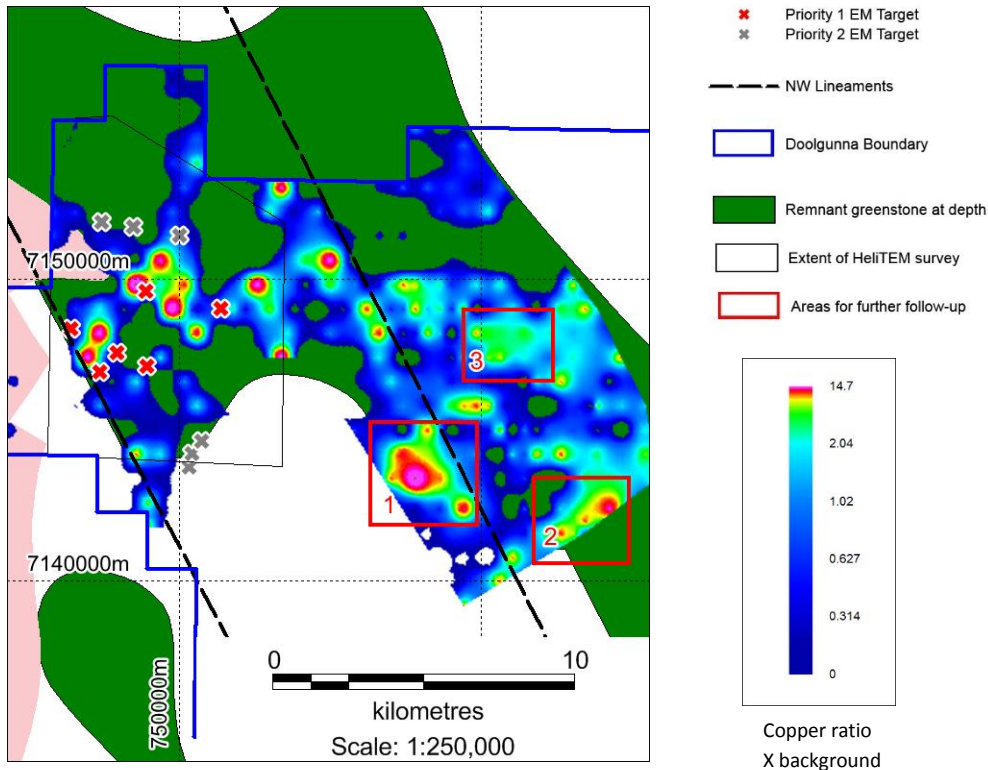 Priority 1 EM Target
Priority 2 EM Target
NW Lineaments
Doolgunna Boundary
Remnant greenstone at depth
Extent of HeliTEM survey
Areas for further follow-up
7150000m
3
1
2
7140000m
750000m
0 10
kilometres
Scale: 1:250,000
14.7
2.04
1.02
0.627
0.314
0
Copper ratio
X background